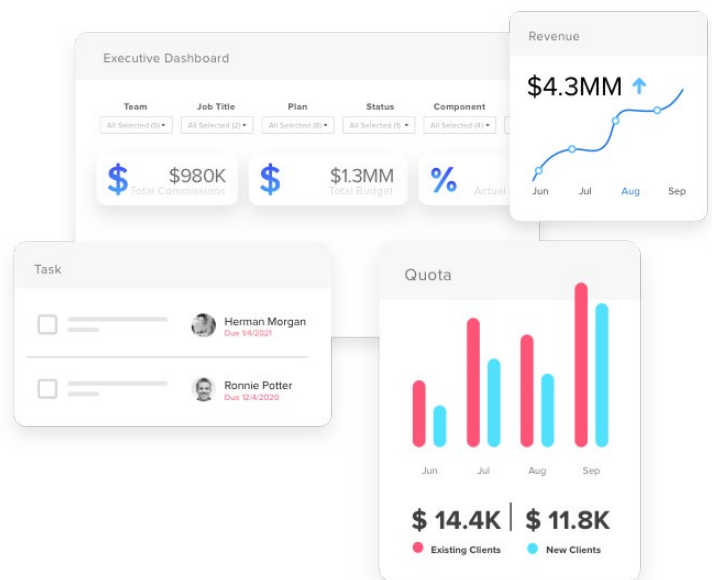 Executive Dashboard
Team Job Title Plan Status Component
All Selected (5) All Selected (2) All Selected (8) All Selected (1) All Selected (4)
$ $980K
Total Commissions
$ $1.3MM
Total Budget
%
Actual
Revenue
$4.3MM
Jun Jul Aug Sep
Task
Herman Morgan
Due 1/4/2021
Ronnie Potter
Due 12/4/2020
Quota
Jun Jul Aug Sep
$ 14.4K $ 11.8K
Existing Clients New Clients